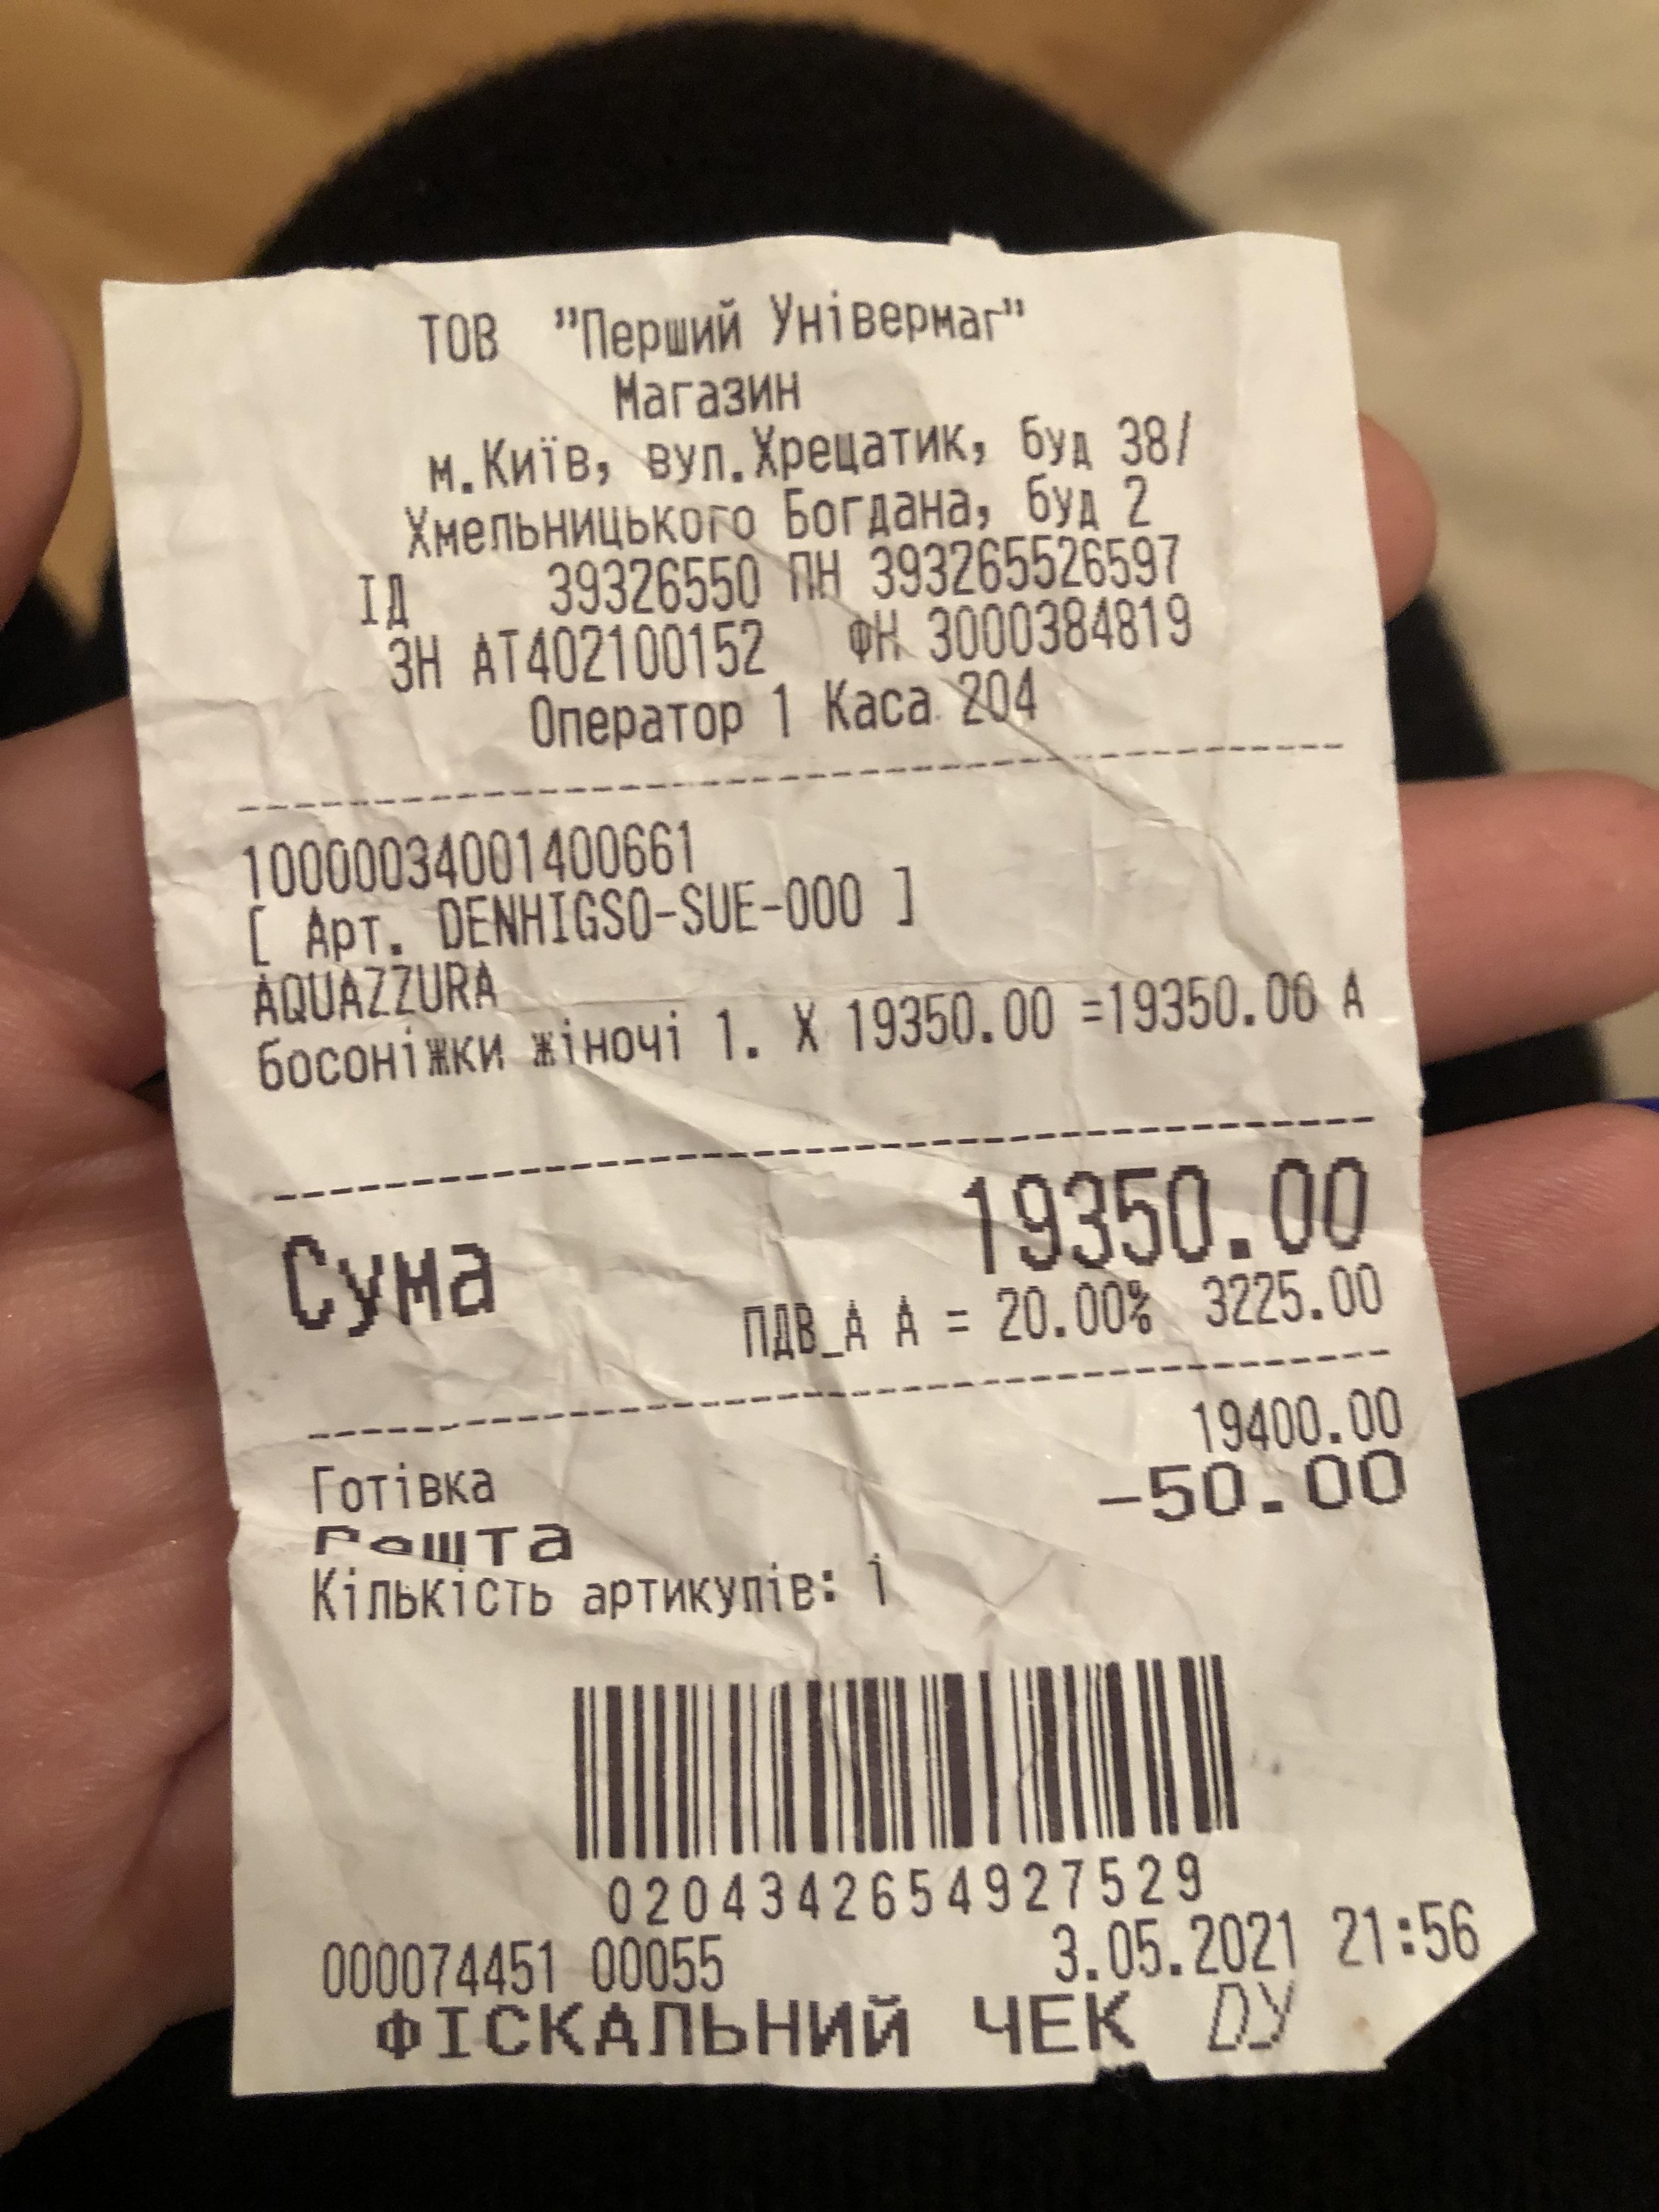 ТОВ "Перший Універмаг"
Магазин
м.Київ, вул.Хрещатик, буд 38/
Хмельницького Богдана, буд 2
ІД 39326550 ПН 393265526597
ЗН АТ402100152 ФН 3000384819
Оператор 1 Каса 204
10000034001400661
[ Арт. DENHIGSO-SUE-000 ]
AQUAZZURA
босоніжки жіночі 1. X 19350.00 =19350.00 А
Сума 19350.00
ПДВ_А А = 20.00% 3225.00
Готівка 19400.00
Решта -50.00
Кількість артикулів: 1
0204342654927529
000074451 00055 3.05.2021 21:56
ФІСКАЛЬНИЙ ЧЕК DY